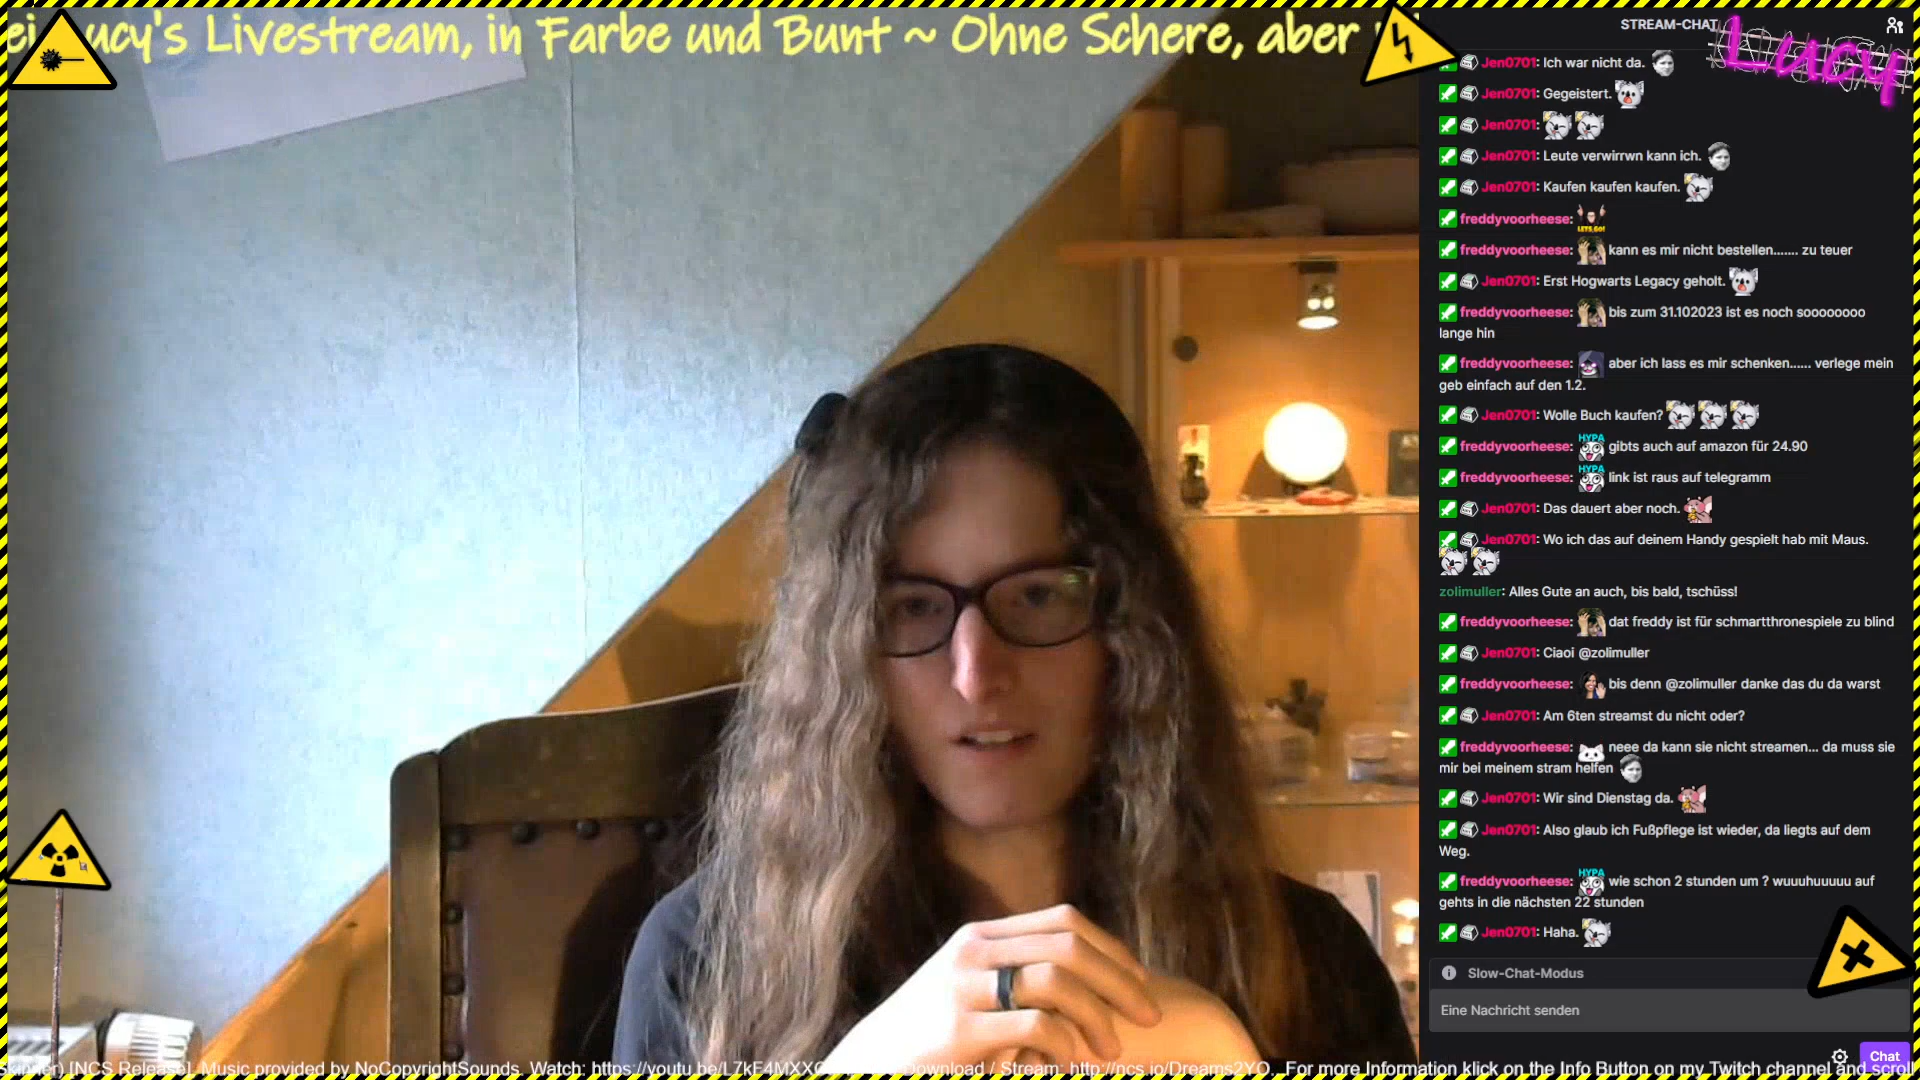 ucy's Livestream, in Farbe und Bunt ~ Ohne Schere, aber
STREAM-CHAT
Lucy
Jen0701: Ich war nicht da.
Jen0701: Gegeistert.
Jen0701:
Jen0701: Leute verwirrwn kann ich.
Jen0701: Kaufen kaufen kaufen.
freddyvoorheese: LETS GO!
freddyvoorheese: kann es mir nicht bestellen....... zu teuer
Jen0701: Erst Hogwarts Legacy geholt.
freddyvoorheese: bis zum 31.102023 ist es noch soooooooo
lange hin
freddyvoorheese: aber ich lass es mir schenken...... verlege mein
geb einfach auf den 1.2.
Jen0701: Wolle Buch kaufen?
freddyvoorheese: HYPA gibts auch auf amazon für 24.90
freddyvoorheese: HYPA link ist raus auf telegramm
Jen0701: Das dauert aber noch.
Jen0701: Wo ich das auf deinem Handy gespielt hab mit Maus.
zolimuller: Alles Gute an auch, bis bald, tschüss!
freddyvoorheese: dat freddy ist für schmartthronespiele zu blind
Jen0701: Ciaoi @zolimuller
freddyvoorheese: bis denn @zolimuller danke das du da warst
Jen0701: Am 6ten streamst du nicht oder?
freddyvoorheese: neee da kann sie nicht streamen... da muss sie
mir bei meinem stram helfen
Jen0701: Wir sind Dienstag da.
Jen0701: Also glaub ich Fußpflege ist wieder, da liegts auf dem
Weg.
freddyvoorheese: HYPA wie schon 2 stunden um ? wuuuhuuuuu auf
gehts in die nächsten 22 stunden
Jen0701: Haha.
Slow-Chat-Modus
Eine Nachricht senden
Chat
[NCS Release]. Music provided by NoCopyrightSounds. Watch: https://youtu.be/L7kF4MXX Download / Stream: http://ncs.io/Dreams2YO. For more Information klick on the Info Button on my Twitch channel and scroll